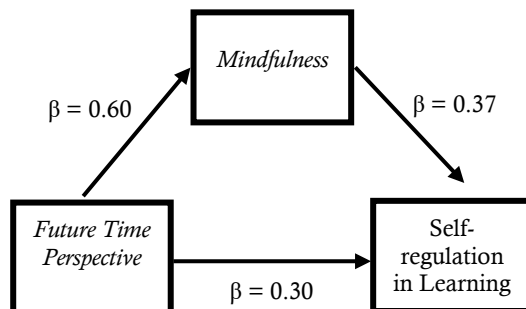 Mindfulness
β = 0.60
β = 0.37
Future Time
Perspective
Self-
regulation
in Learning
β = 0.30